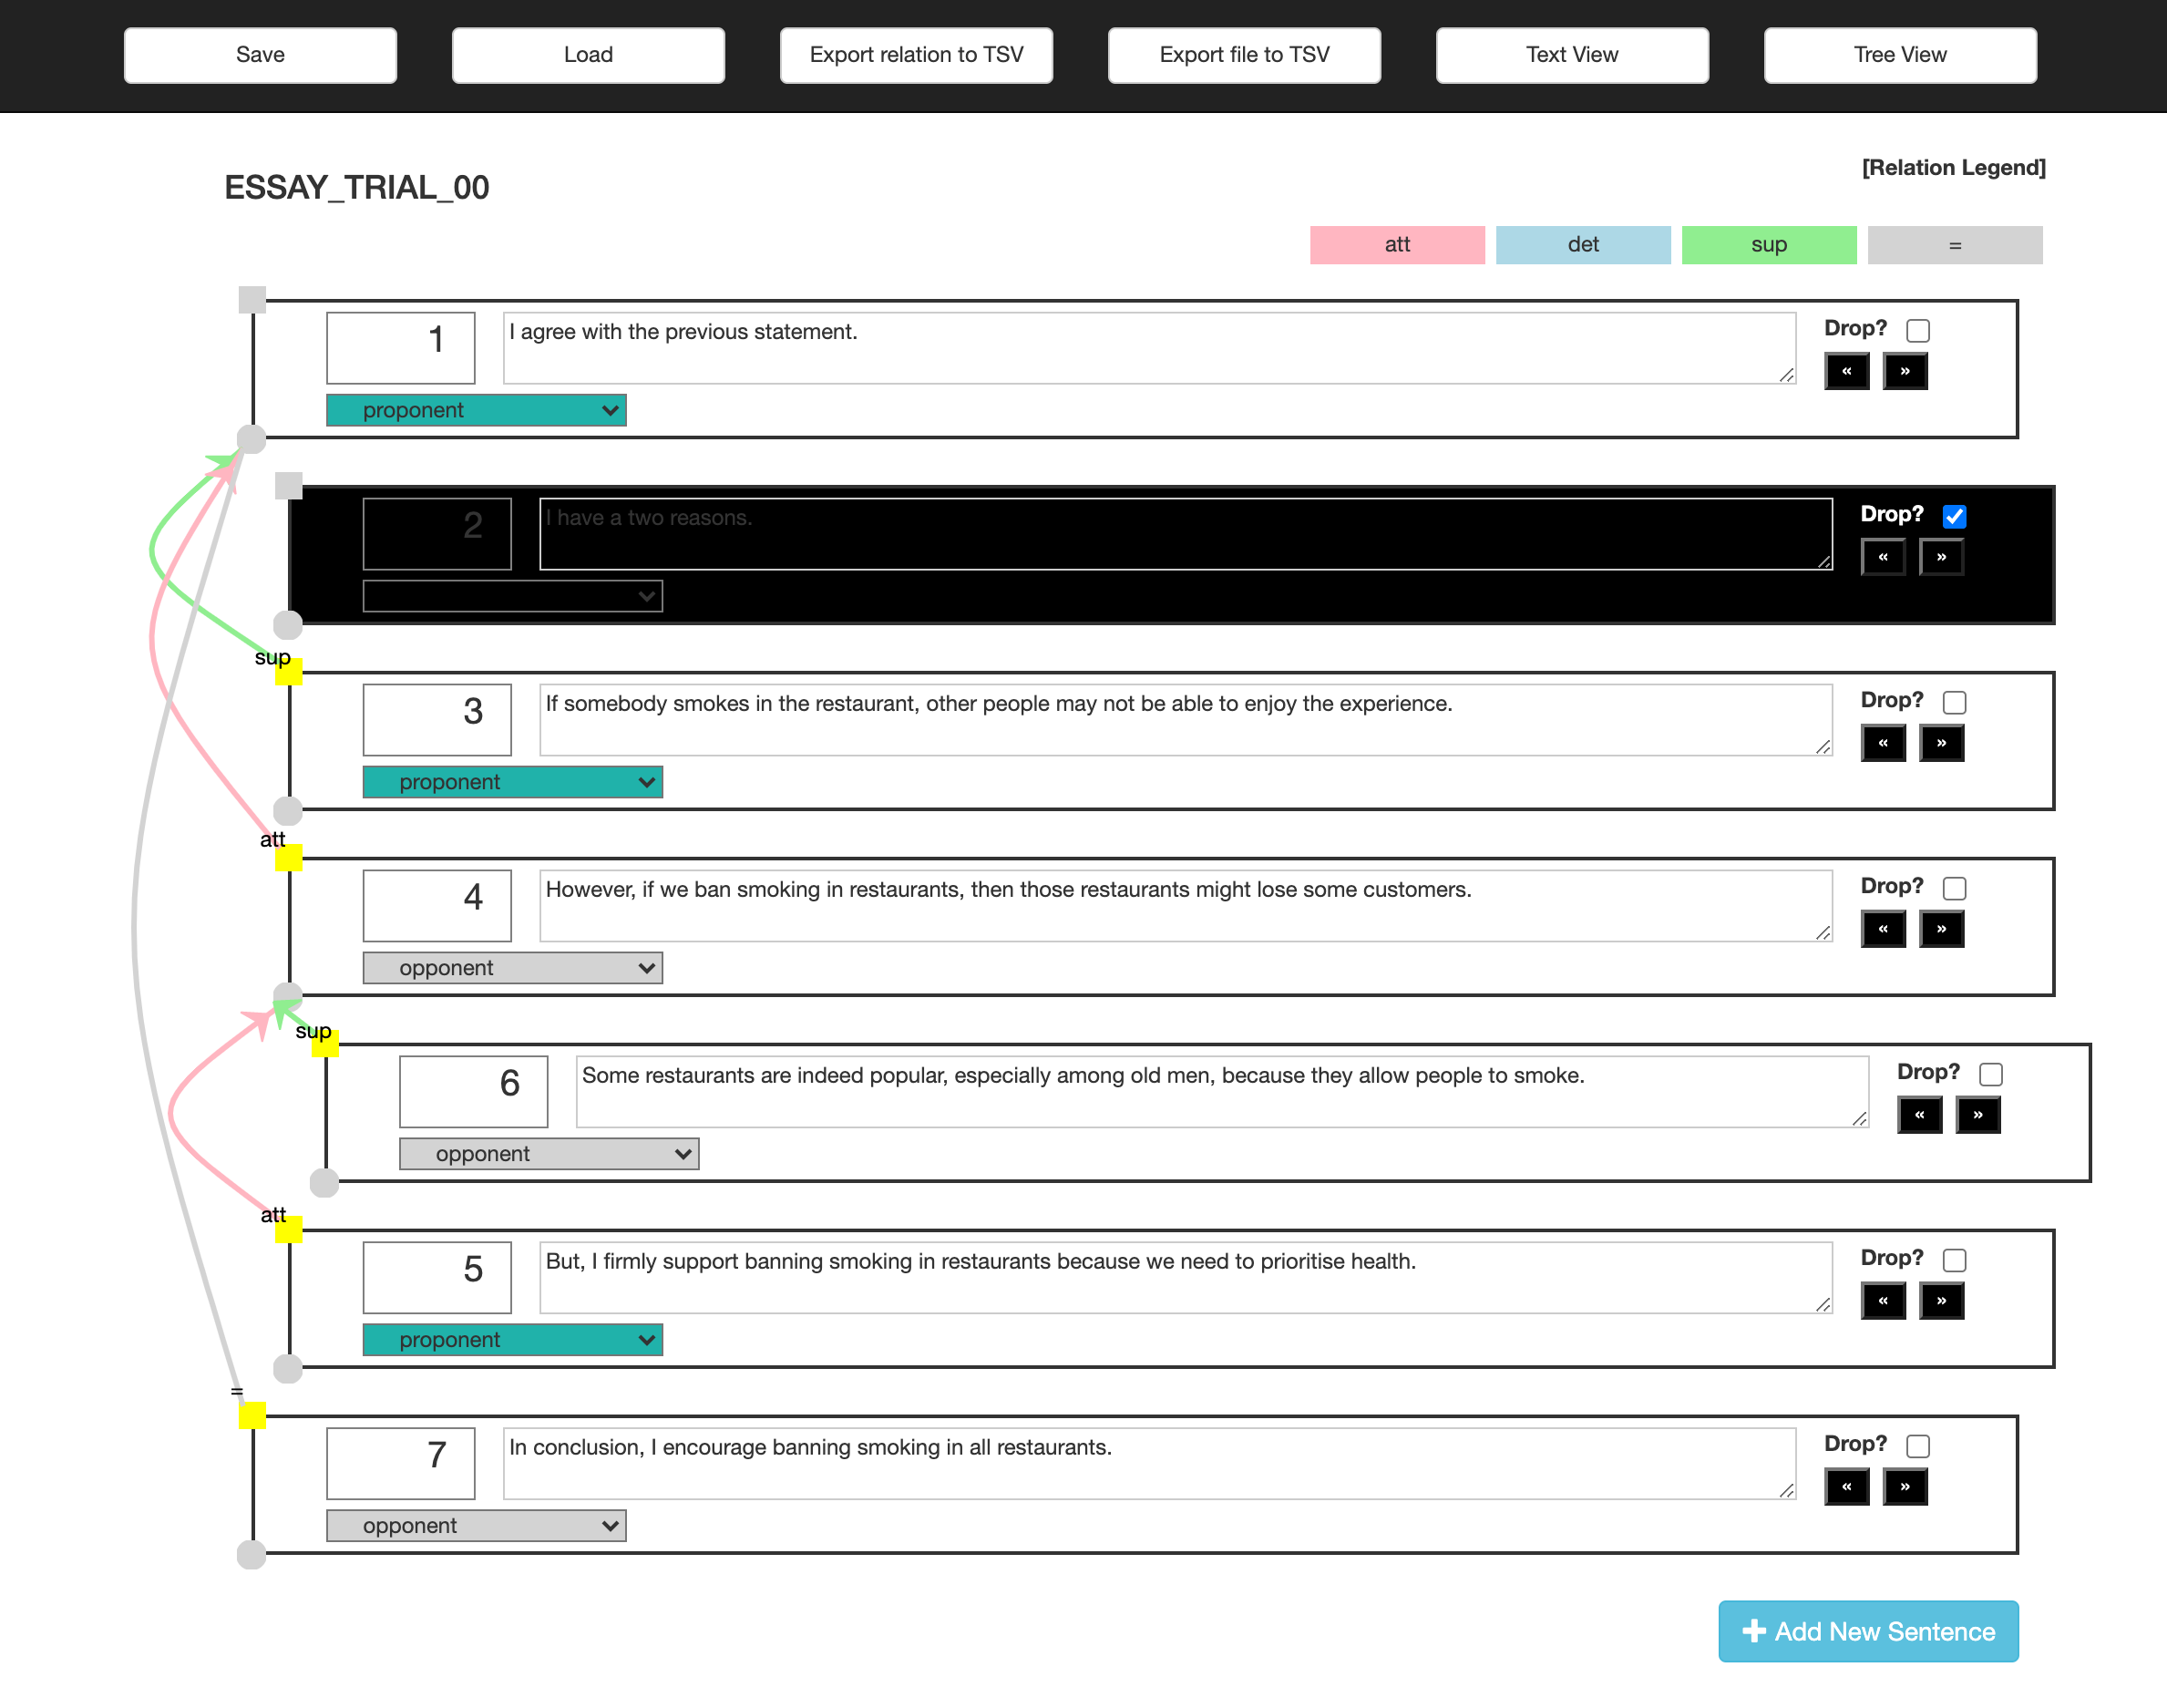 Save
Load
Export relation to TSV
Export file to TSV
Text View
Tree View
ESSAY_TRIAL_00
[Relation Legend]
att
det
sup
=
1
I agree with the previous statement.
Drop?
«
»
proponent
2
I have a two reasons.
Drop?
«
»
sup
3
If somebody smokes in the restaurant, other people may not be able to enjoy the experience.
Drop?
«
»
proponent
att
4
However, if we ban smoking in restaurants, then those restaurants might lose some customers.
Drop?
«
»
opponent
sup
6
Some restaurants are indeed popular, especially among old men, because they allow people to smoke.
Drop?
«
»
opponent
att
5
But, I firmly support banning smoking in restaurants because we need to prioritise health.
Drop?
«
»
proponent
=
7
In conclusion, I encourage banning smoking in all restaurants.
Drop?
«
»
opponent
+ Add New Sentence